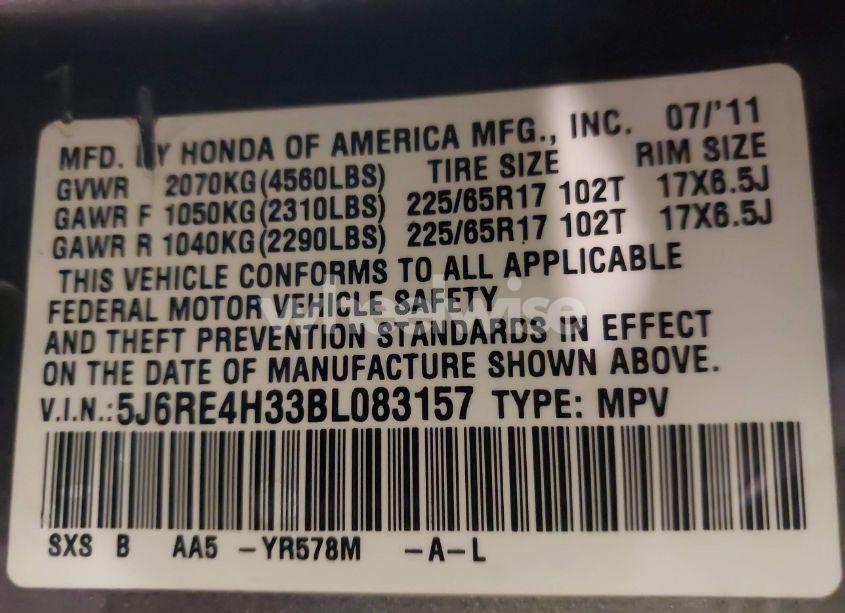 MFD. BY HONDA OF AMERICA MFG., INC. 07/'11
GVWR 2070KG(4560LBS) TIRE SIZE RIM SIZE
GAWR F 1050KG(2310LBS) 225/65R17 102T 17X6.5J
GAWR R 1040KG(2290LBS) 225/65R17 102T 17X6.5J
THIS VEHICLE CONFORMS TO ALL APPLICABLE
FEDERAL MOTOR VEHICLE SAFETY
AND THEFT PREVENTION STANDARDS IN EFFECT
ON THE DATE OF MANUFACTURE SHOWN ABOVE.
V.I.N.:5J6RE4H33BL083157 TYPE: MPV
SXS B AA5 -YR578M -A-L
wheelwise